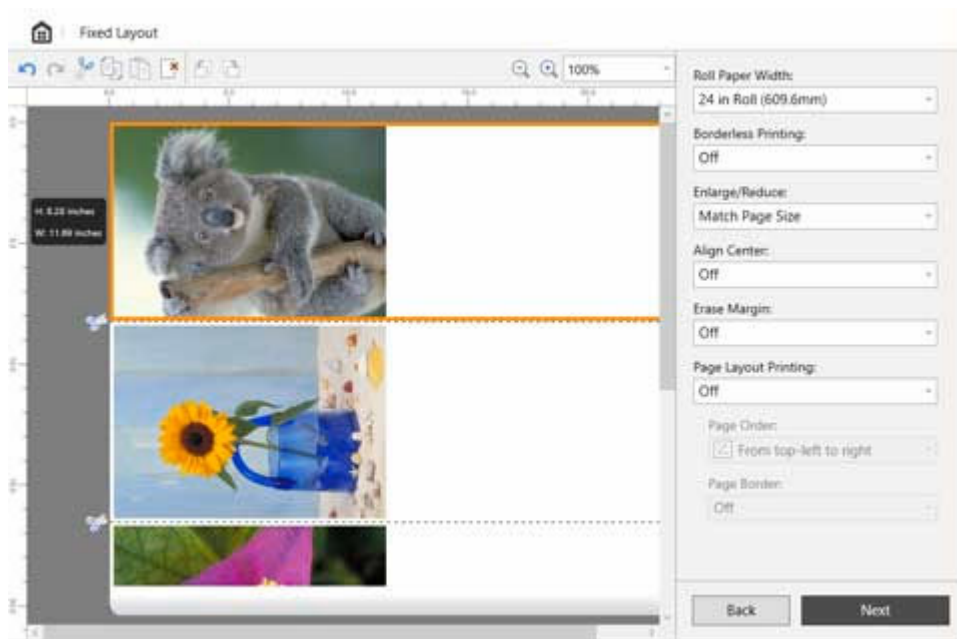 Fixed Layout
100%
Roll Paper Width:
24 in Roll (609.6mm)
Borderless Printing:
Off
Enlarge/Reduce:
Match Page Size
Align Center:
Off
Erase Margin:
Off
Page Layout Printing:
Off
Page Order:
From top-left to right
Page Border:
Off
H: 8.28 inches
W: 11.89 inches
Back
Next